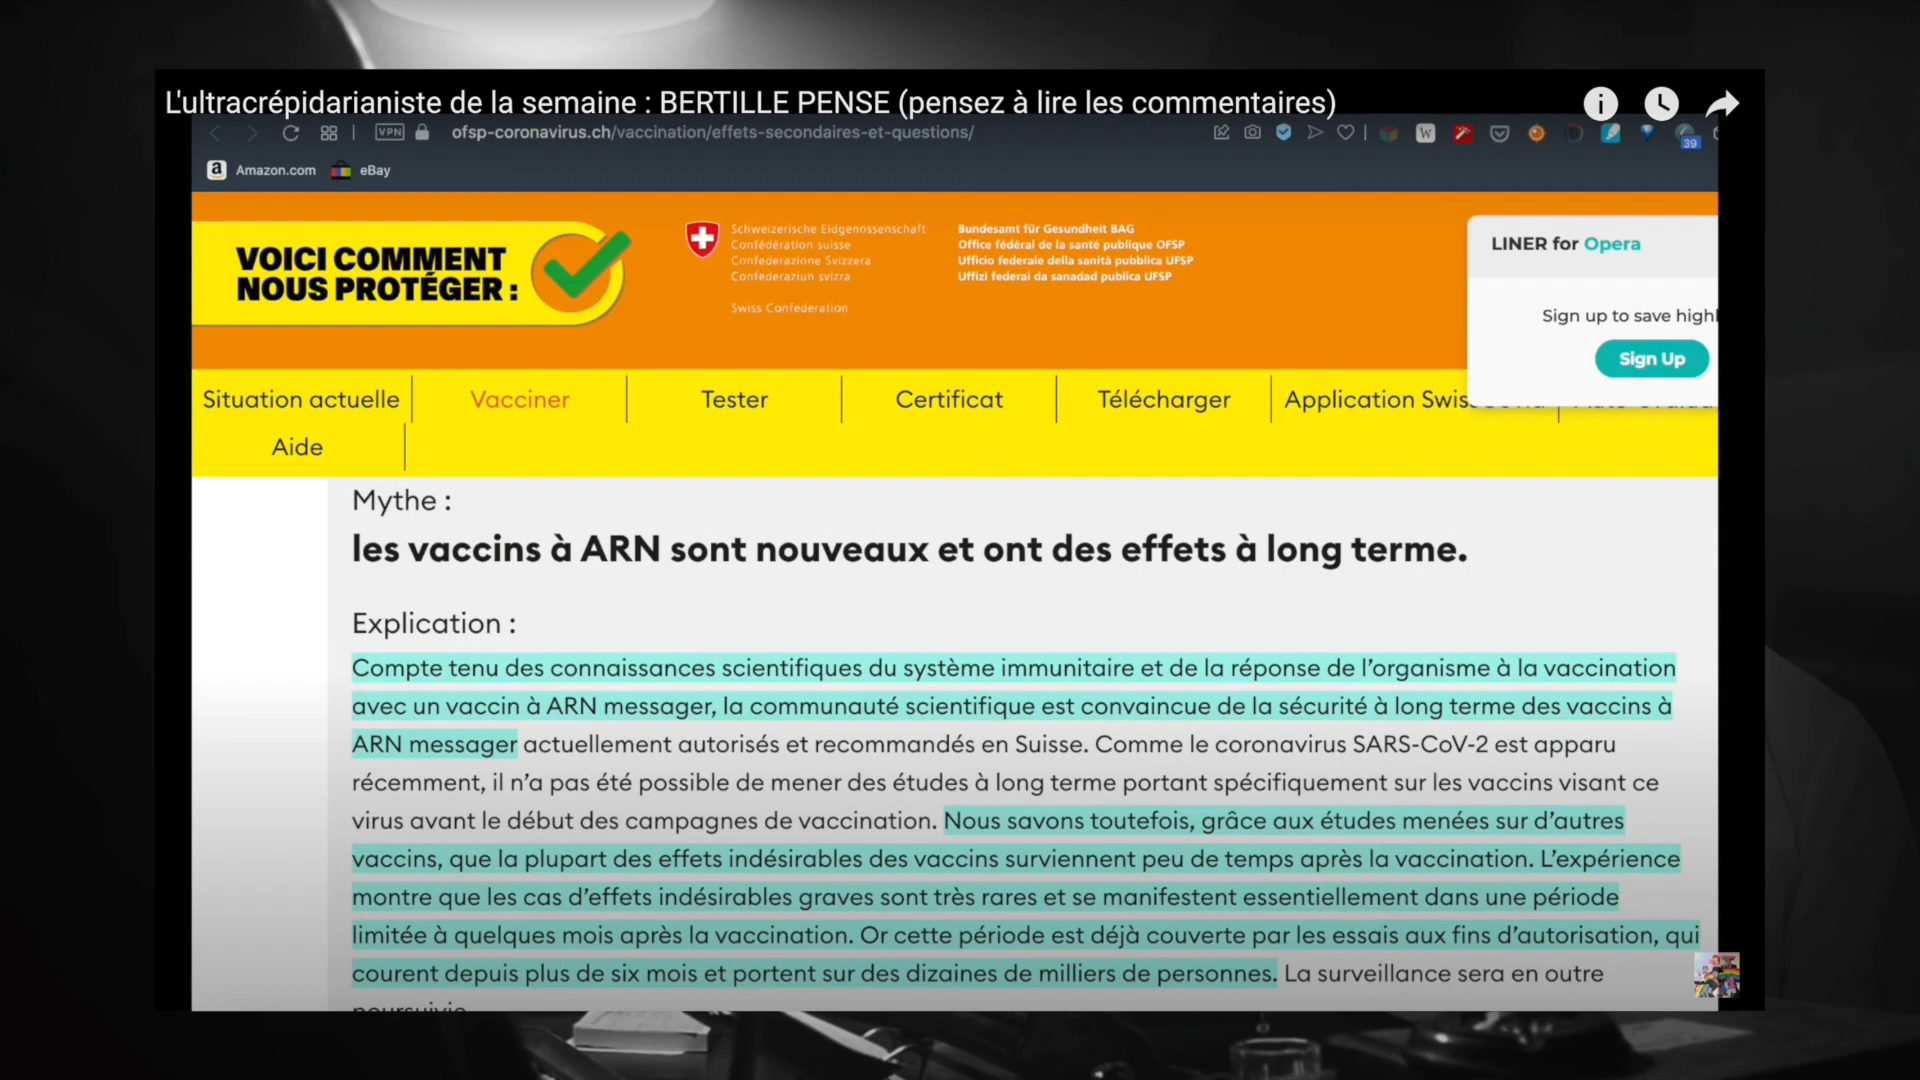 L'ultracrépidarianiste de la semaine : BERTILLE PENSE (pensez à lire les commentaires)
VPN
ofsp-coronavirus.ch/vaccination/effets-secondaires-et-questions/
W
39
a Amazon.com eBay
VOICI COMMENT
NOUS PROTÉGER :
Schweizerische Eidgenossenschaft
Confédération suisse
Confederazione Svizzera
Confederaziun svizra
Swiss Confederation
Bundesamt für Gesundheit BAG
Office fédéral de la santé publique OFSP
Ufficio federale della sanità pubblica UFSP
Uffizi federal da sanadad publica UFSP
LINER for Opera
Sign up to save highl
Sign Up
Situation actuelle
Vacciner
Tester
Certificat
Télécharger
Application
Aide
Mythe :
les vaccins à ARN sont nouveaux et ont des effets à long terme.
Explication :
Compte tenu des connaissances scientifiques du système immunitaire et de la réponse de l'organisme à la vaccination
avec un vaccin à ARN messager, la communauté scientifique est convaincue de la sécurité à long terme des vaccins à
ARN messager actuellement autorisés et recommandés en Suisse. Comme le coronavirus SARS-CoV-2 est apparu
récemment, il n'a pas été possible de mener des études à long terme portant spécifiquement sur les vaccins visant ce
virus avant le début des campagnes de vaccination. Nous savons toutefois, grâce aux études menées sur d'autres
vaccins, que la plupart des effets indésirables des vaccins surviennent peu de temps après la vaccination. L'expérience
montre que les cas d'effets indésirables graves sont très rares et se manifestent essentiellement dans une période
limitée à quelques mois après la vaccination. Or cette période est déjà couverte par les essais aux fins d'autorisation, qui
courent depuis plus de six mois et portent sur des dizaines de milliers de personnes. La surveillance sera en outre